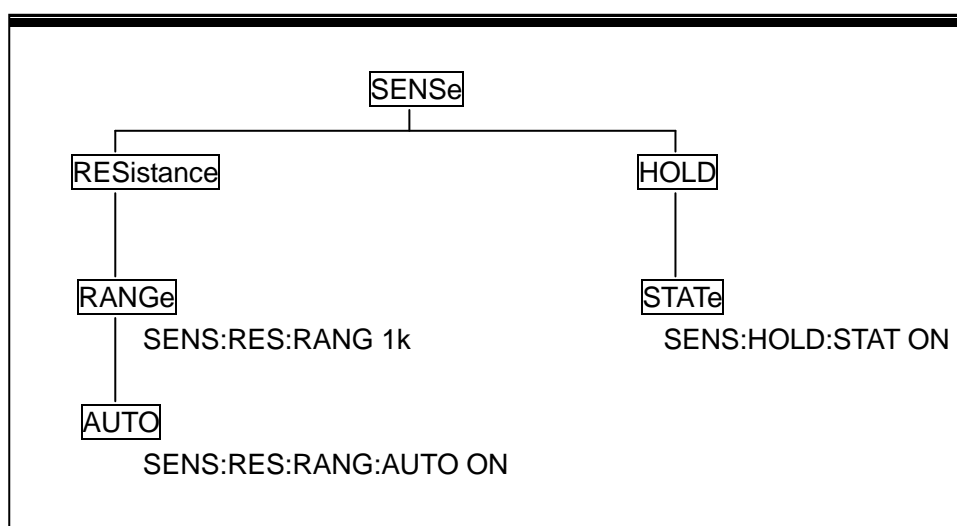 SENSe
RESistance HOLD
RANGe STATe
SENS:RES:RANG 1k SENS:HOLD:STAT ON
AUTO
SENS:RES:RANG:AUTO ON